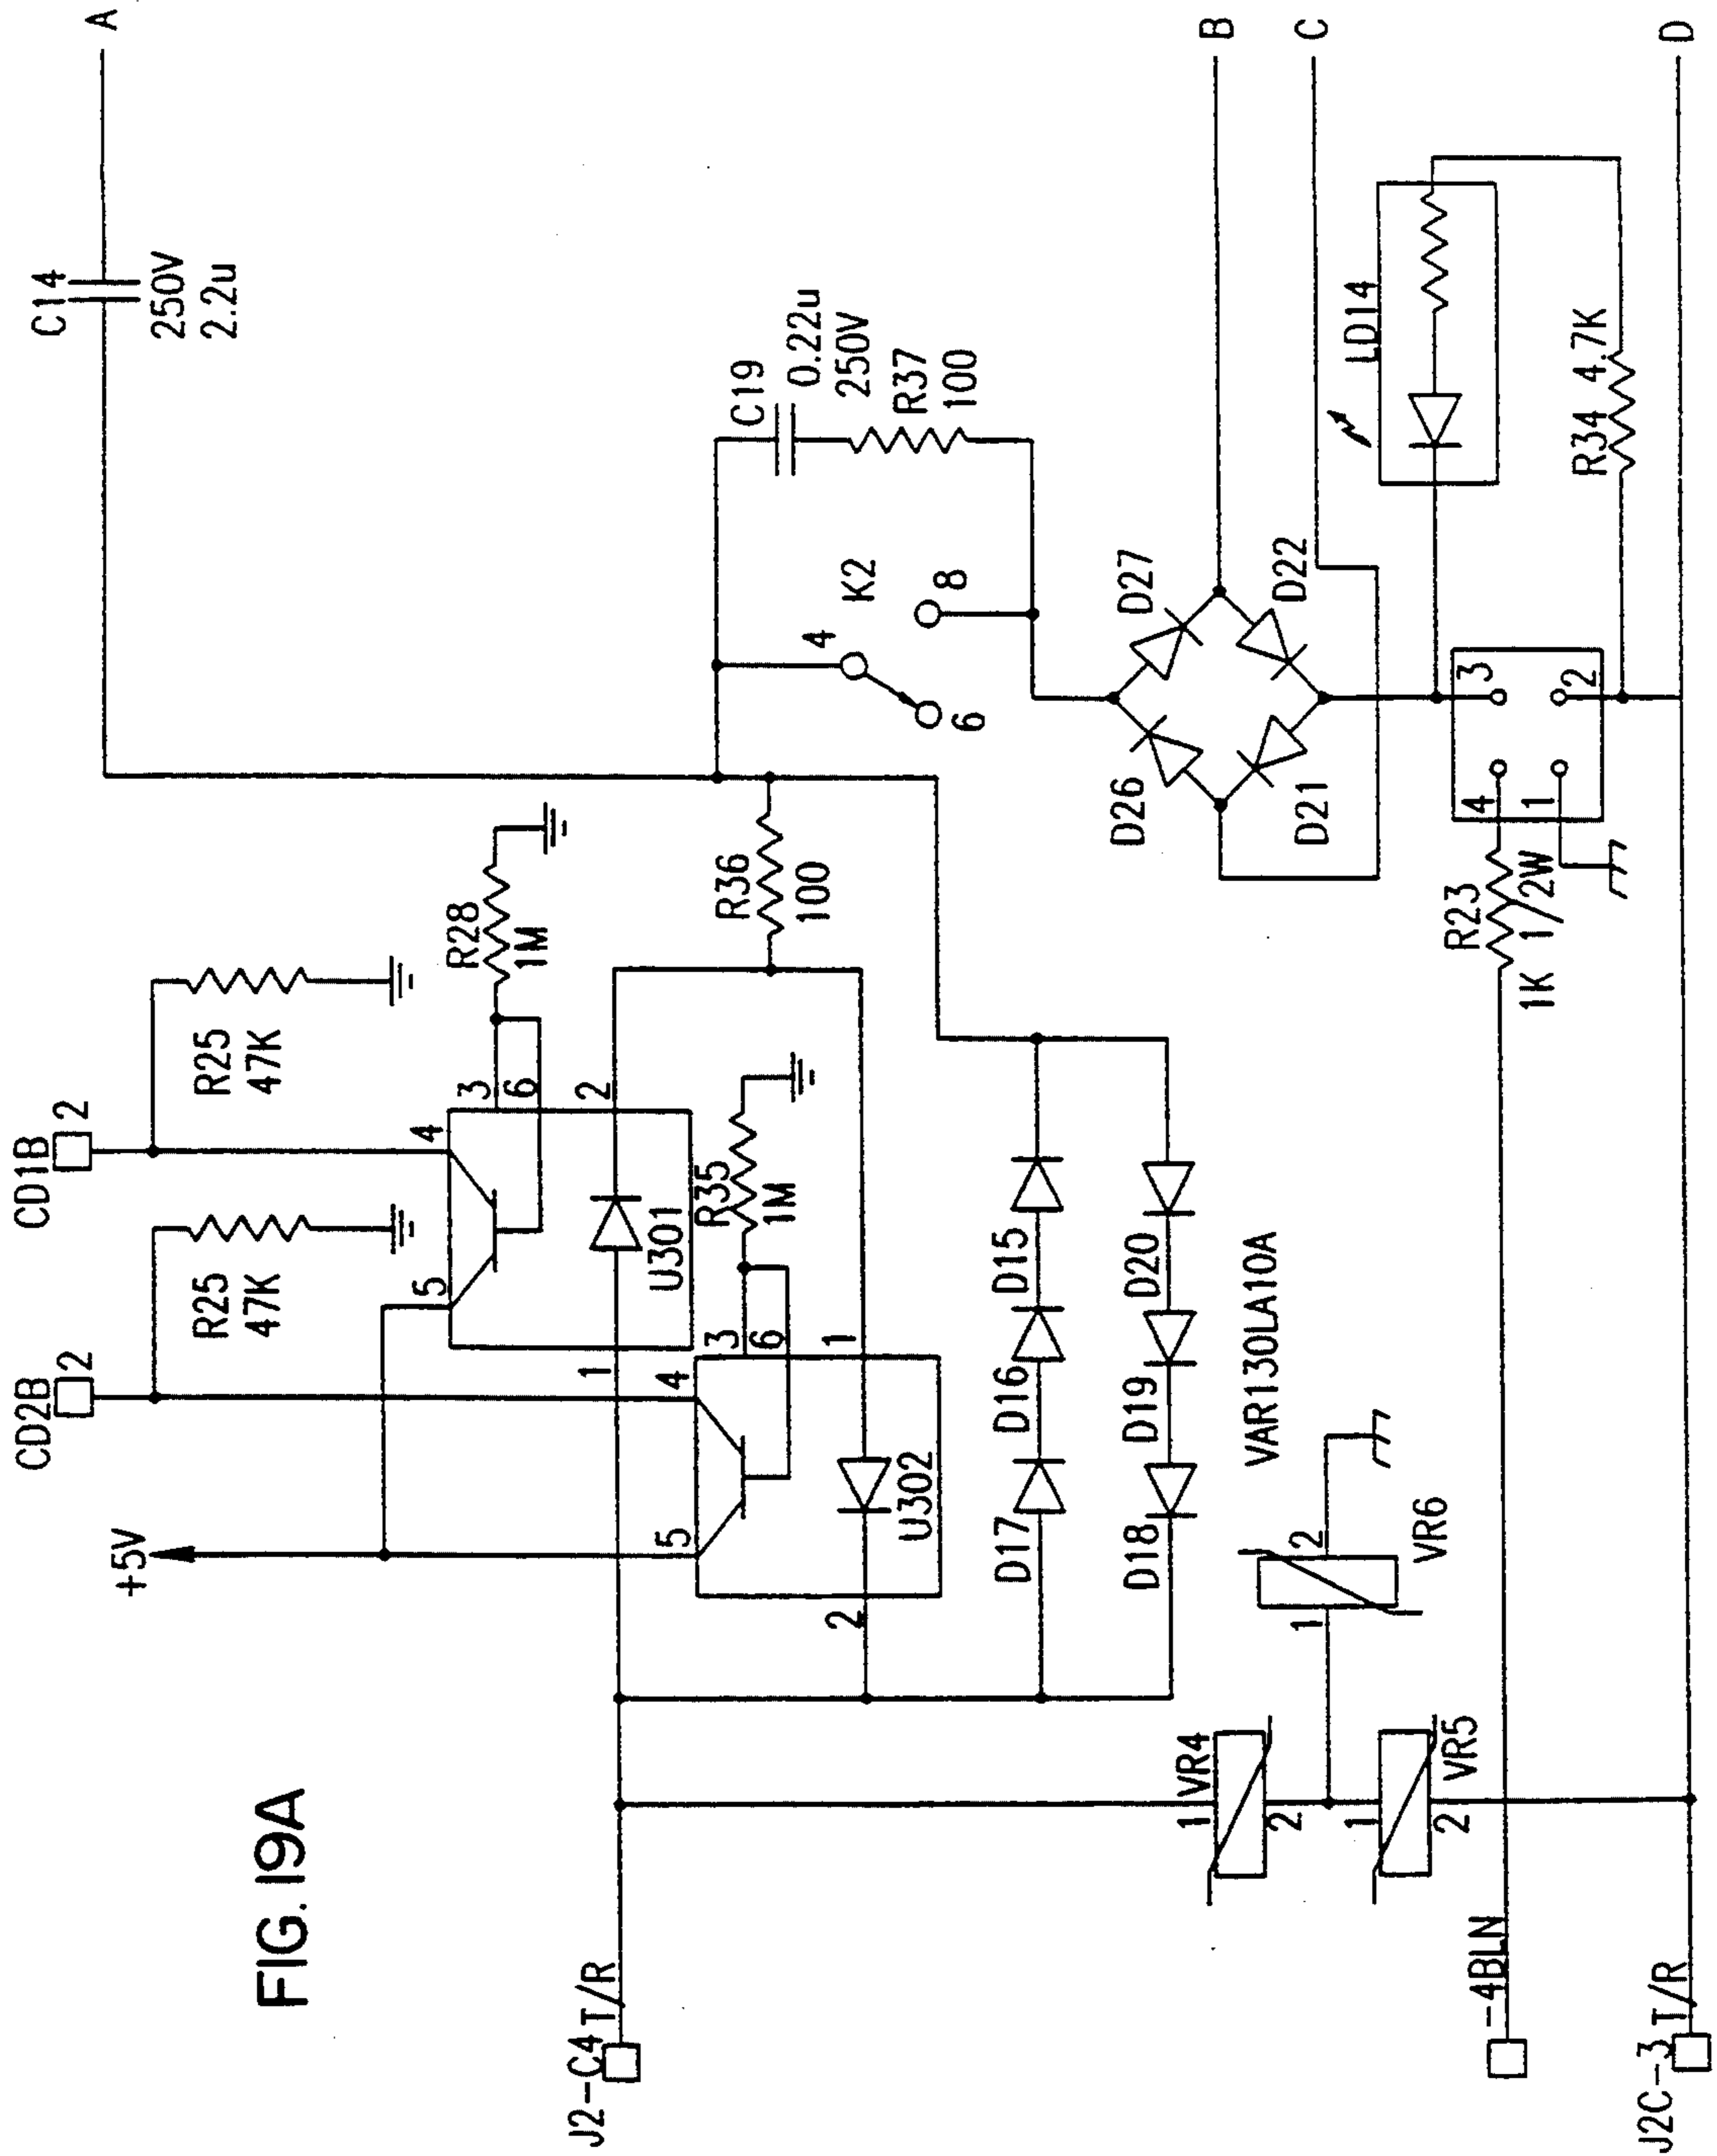 FIG. 19A
J2-C4
T/R
-4BLN
J2C-3
T/R
+5V
CD2B
2
CD1B
2
R25
47K
R25
47K
5
4
3
6
1
2
U301
R28
1M
5
4
3
6
2
1
U302
R35
1M
R36
100
D17
D16
D15
D18
D19
D20
VAR130LA10A
1
VR4
2
1
VR5
2
1
2
VR6
C14
250V
2.2u
A
C19
0.22u
250V
R37
100
K2
4
6
8
D26
D27
D21
D22
B
C
LD14
R34 4.7K
R23
1K 1/2W
4
1
3
2
D